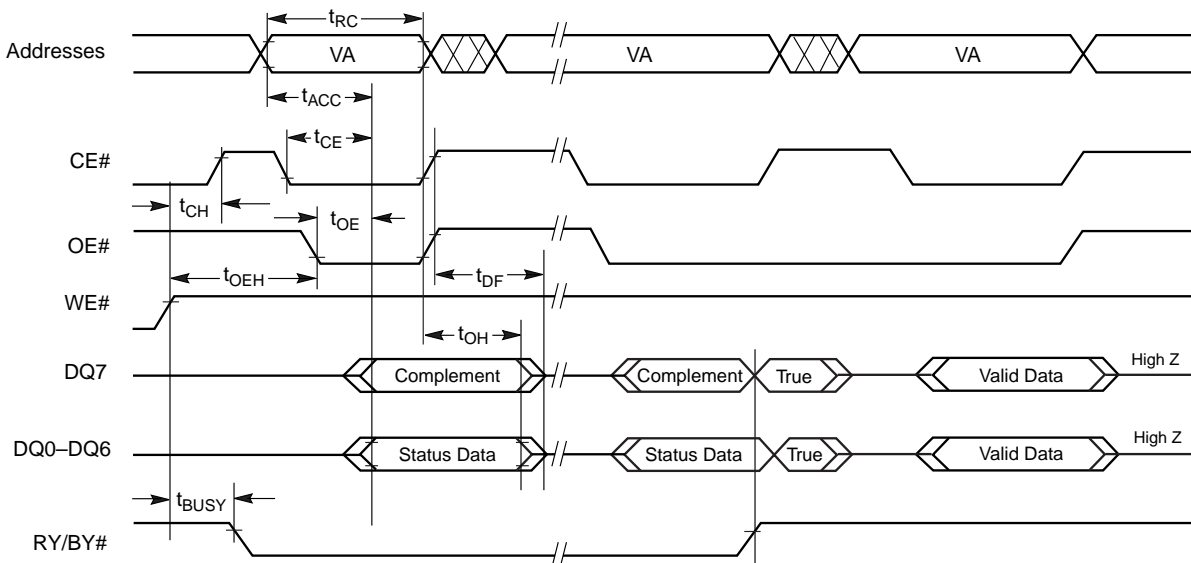 tRC
Addresses VA VA VA
tACC
tCE
CE#
tCH
tOE
OE#
tOEH
tDF
WE#
tOH
DQ7 Complement Complement True Valid Data High Z
DQ0–DQ6 Status Data Status Data True Valid Data High Z
tBUSY
RY/BY#